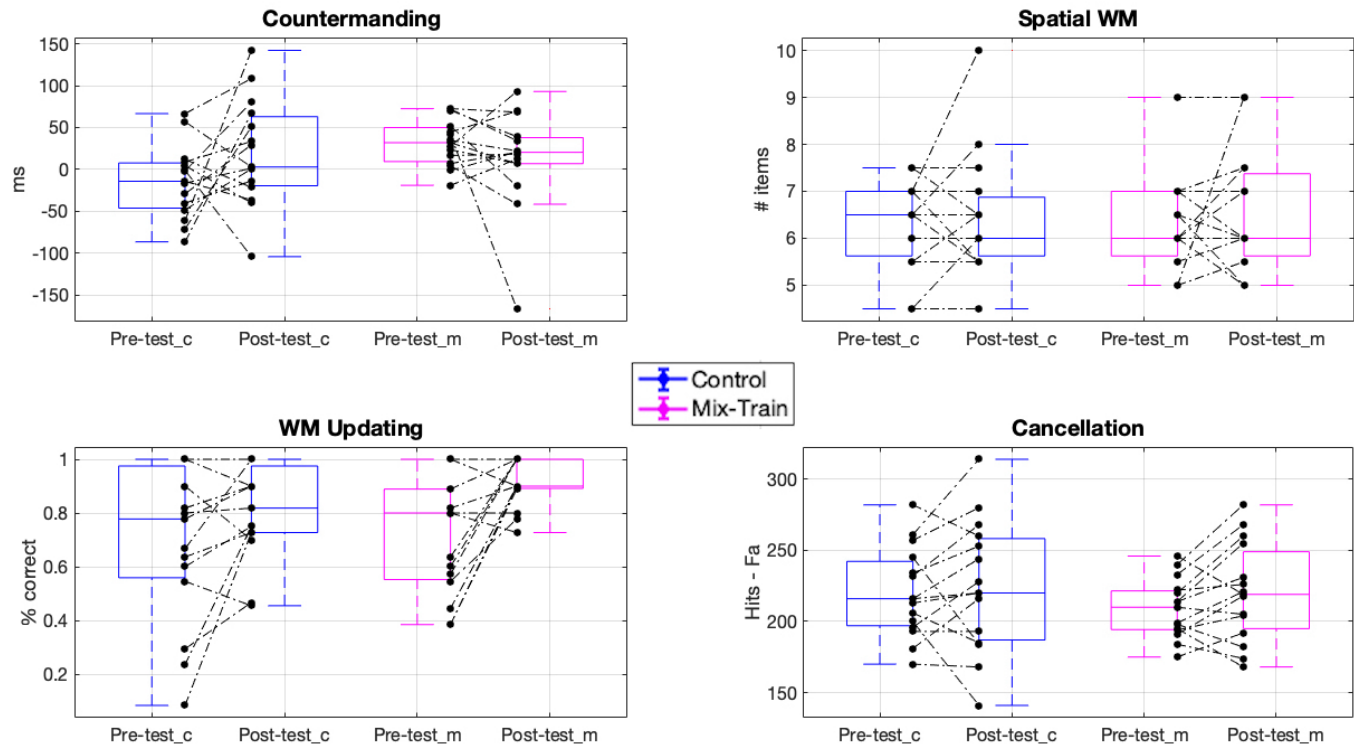 Countermanding
150
100
50
0
-50
-100
-150
ms
Pre-test_c Post-test_c Pre-test_m Post-test_m
Spatial WM
10
9
8
7
6
5
# items
Pre-test_c Post-test_c Pre-test_m Post-test_m
Control
Mix-Train
WM Updating
1
0.8
0.6
0.4
0.2
% correct
Pre-test_c Post-test_c Pre-test_m Post-test_m
Cancellation
300
250
200
150
Hits - Fa
Pre-test_c Post-test_c Pre-test_m Post-test_m